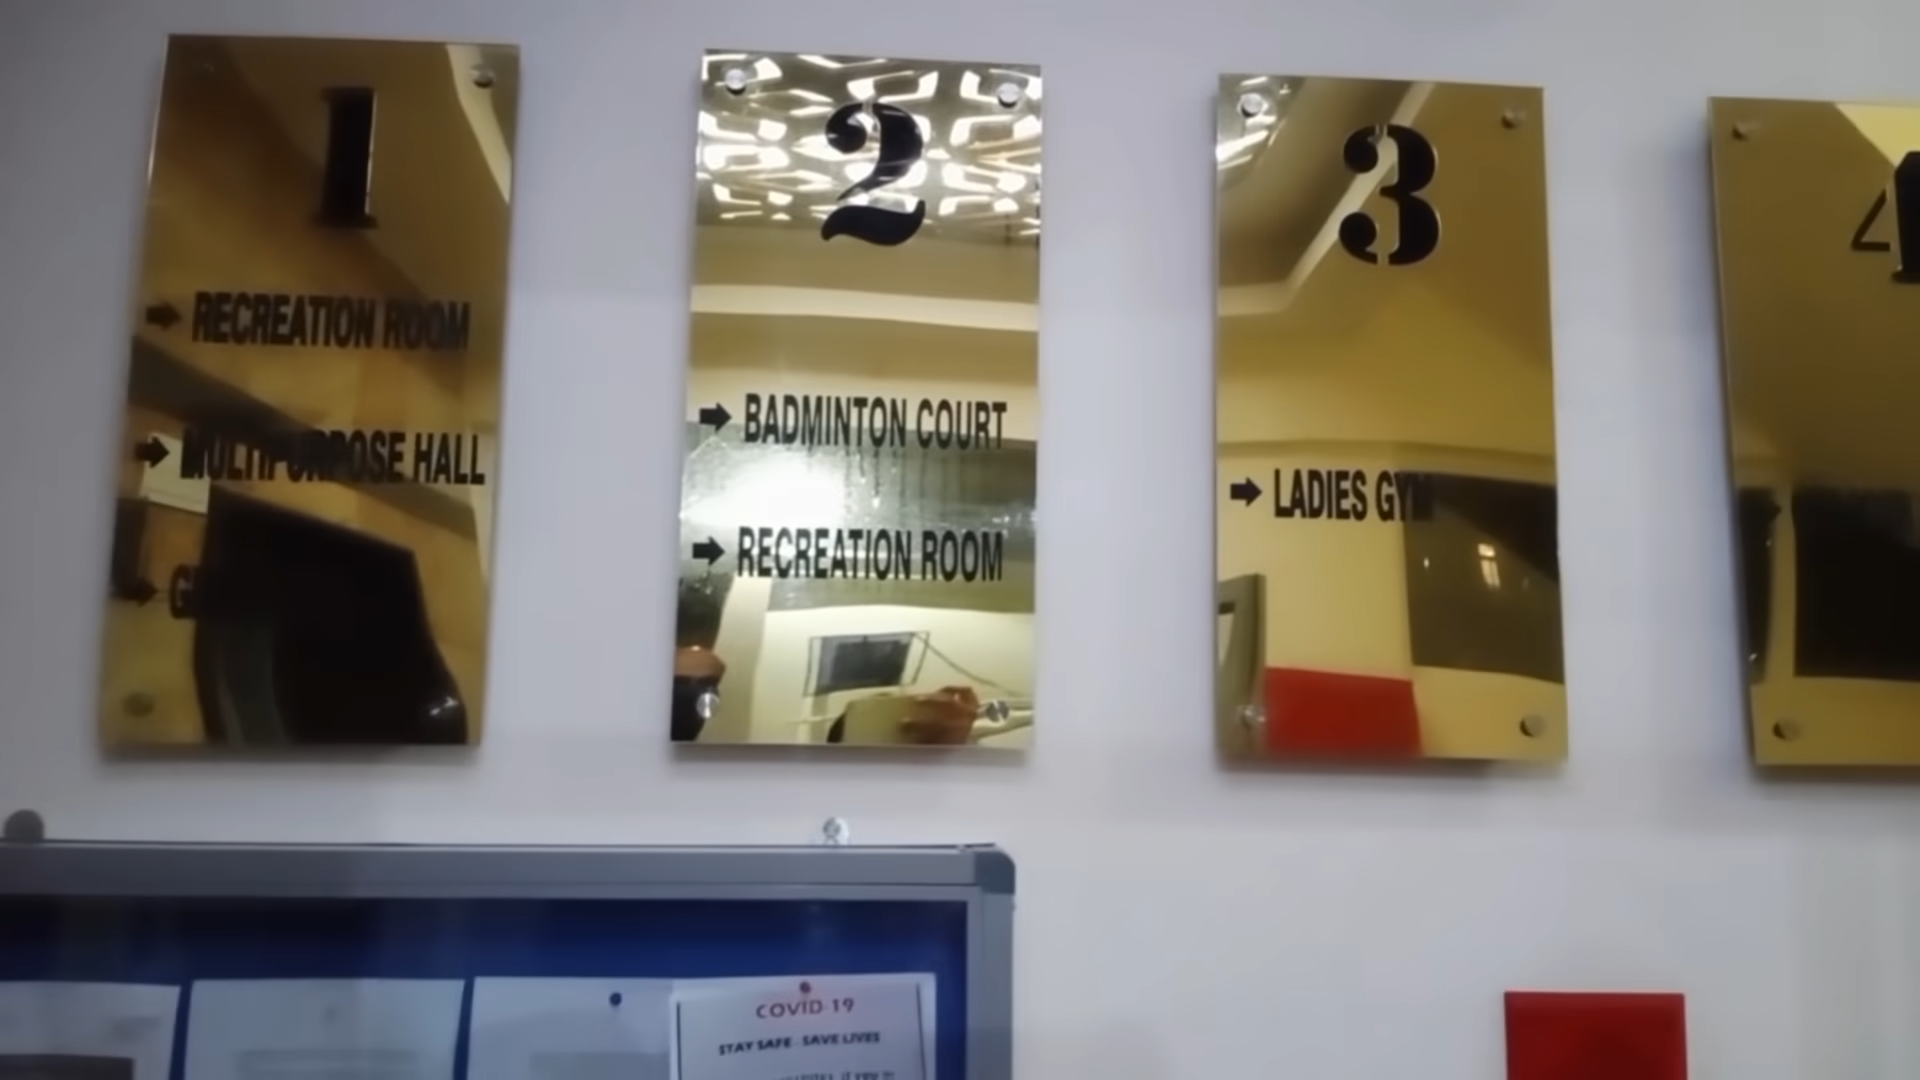 1
RECREATION ROOM
MULTIPURPOSE HALL
2
BADMINTON COURT
RECREATION ROOM
3
LADIES GYM
4
COVID-19
STAY SAFE - SAVE LIVES